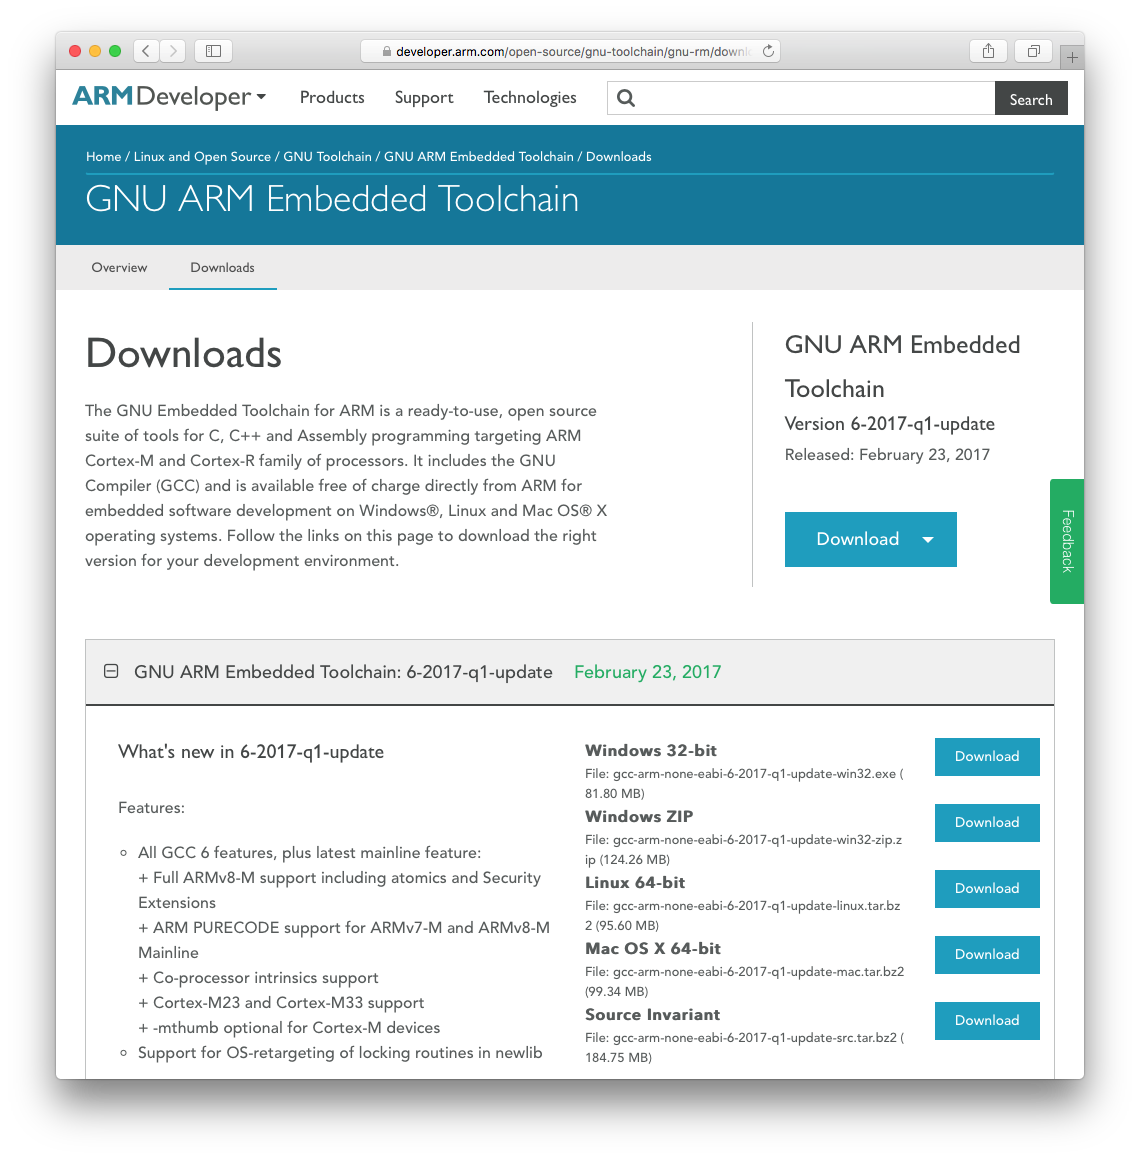 developer.arm.com/open-source/gnu-toolchain/gnu-rm/downl
ARMDeveloper Products Support Technologies Search
Home / Linux and Open Source / GNU Toolchain / GNU ARM Embedded Toolchain / Downloads
GNU ARM Embedded Toolchain
Overview Downloads
Downloads
The GNU Embedded Toolchain for ARM is a ready-to-use, open source
suite of tools for C, C++ and Assembly programming targeting ARM
Cortex-M and Cortex-R family of processors. It includes the GNU
Compiler (GCC) and is available free of charge directly from ARM for
embedded software development on Windows®, Linux and Mac OS® X
operating systems. Follow the links on this page to download the right
version for your development environment.
GNU ARM Embedded
Toolchain
Version 6-2017-q1-update
Released: February 23, 2017
Download
Feedback
GNU ARM Embedded Toolchain: 6-2017-q1-update February 23, 2017
What's new in 6-2017-q1-update
Features:
All GCC 6 features, plus latest mainline feature:
+ Full ARMv8-M support including atomics and Security
Extensions
+ ARM PURECODE support for ARMv7-M and ARMv8-M
Mainline
+ Co-processor intrinsics support
+ Cortex-M23 and Cortex-M33 support
+ -mthumb optional for Cortex-M devices
Support for OS-retargeting of locking routines in newlib
Windows 32-bit
File: gcc-arm-none-eabi-6-2017-q1-update-win32.exe (
81.80 MB)
Download
Windows ZIP
File: gcc-arm-none-eabi-6-2017-q1-update-win32-zip.z
ip (124.26 MB)
Download
Linux 64-bit
File: gcc-arm-none-eabi-6-2017-q1-update-linux.tar.bz
2 (95.60 MB)
Download
Mac OS X 64-bit
File: gcc-arm-none-eabi-6-2017-q1-update-mac.tar.bz2
(99.34 MB)
Download
Source Invariant
File: gcc-arm-none-eabi-6-2017-q1-update-src.tar.bz2 (
184.75 MB)
Download